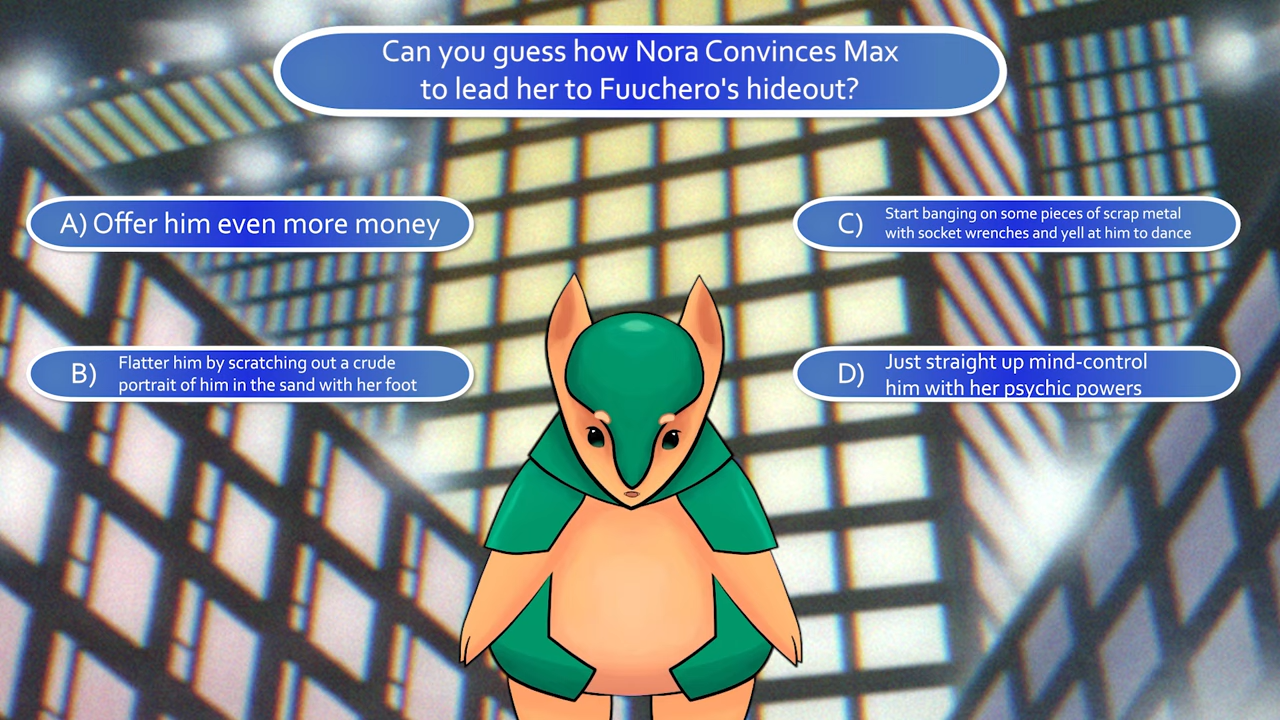 Can you guess how Nora Convinces Max
to lead her to Fuuchero's hideout?
A) Offer him even more money
B) Flatter him by scratching out a crude
portrait of him in the sand with her foot
C) Start banging on some pieces of scrap metal
with socket wrenches and yell at him to dance
D) Just straight up mind-control
him with her psychic powers